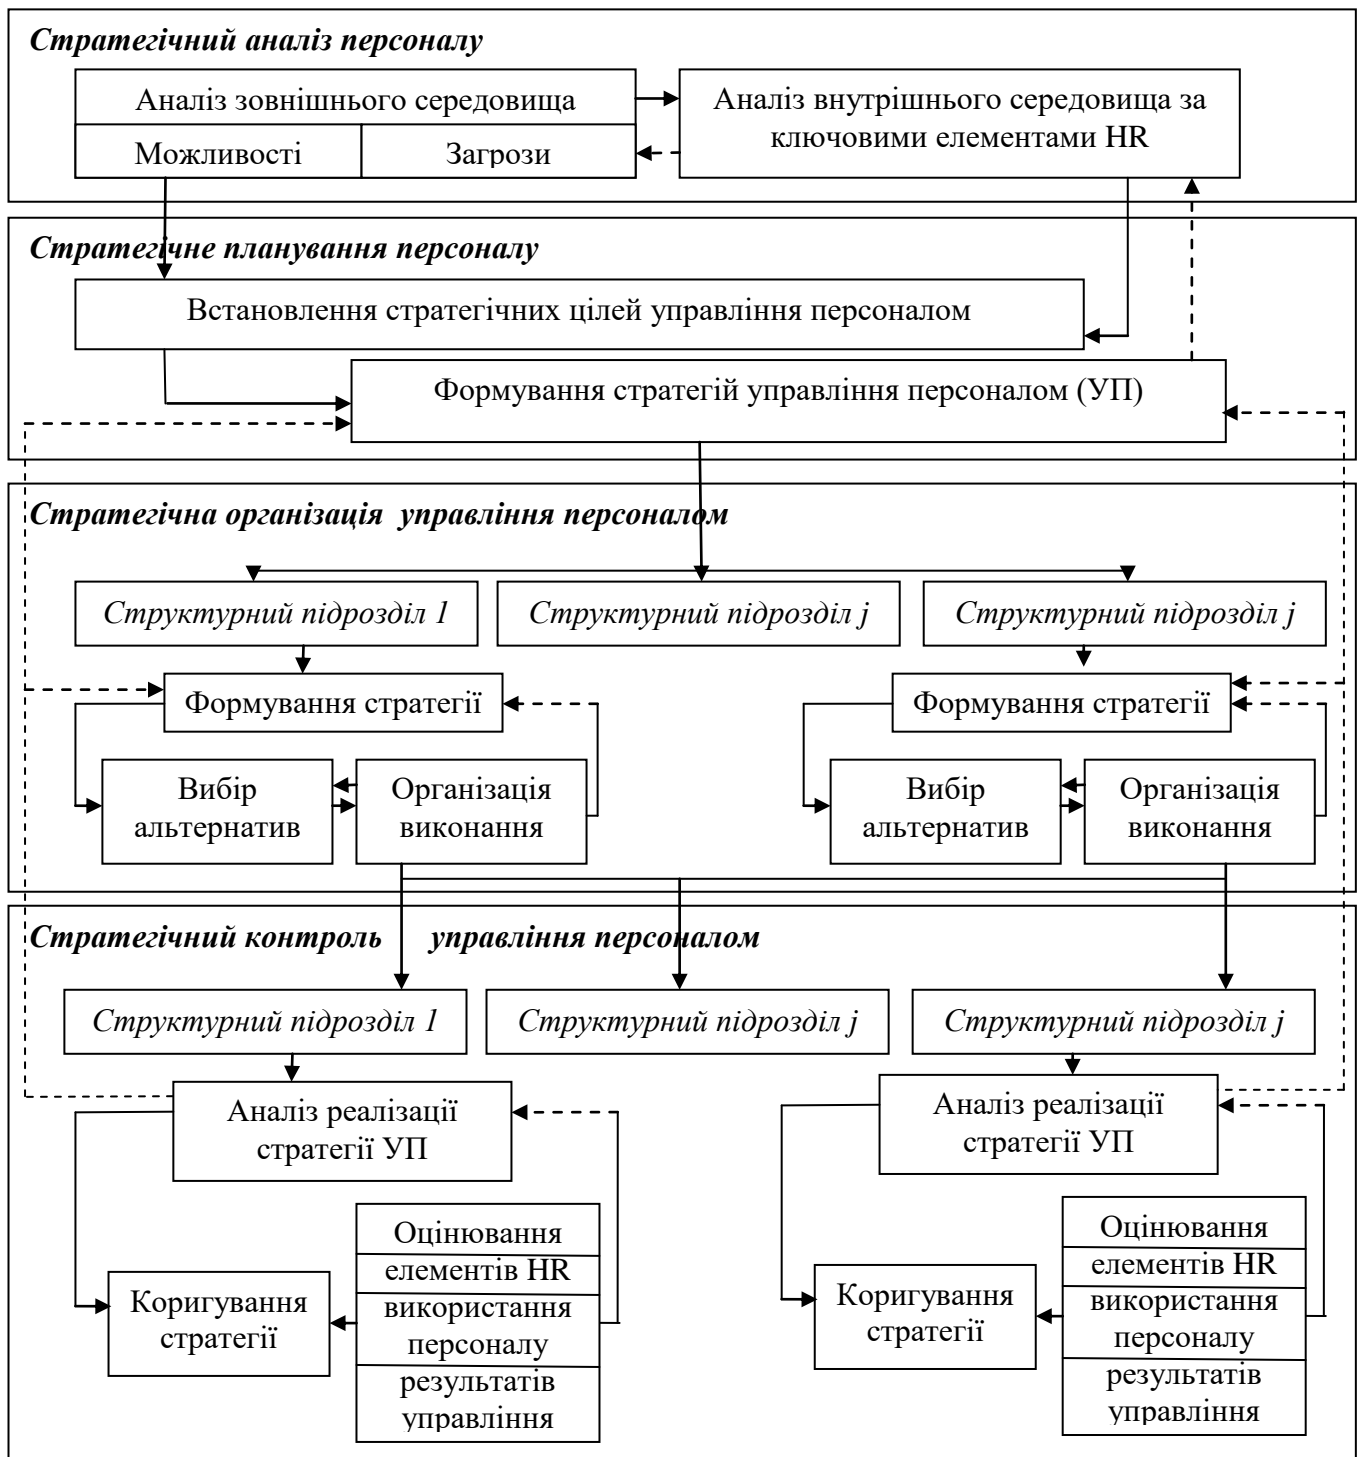 Стратегічний аналіз персоналу
Аналіз зовнішнього середовища
Можливості
Загрози
Аналіз внутрішнього середовища за
ключовими елементами HR
Стратегічне планування персоналу
Встановлення стратегічних цілей управління персоналом
Формування стратегій управління персоналом (УП)
Стратегічна організація управління персоналом
Структурний підрозділ 1
Структурний підрозділ j
Структурний підрозділ j
Формування стратегії
Формування стратегії
Вибір
альтернатив
Організація
виконання
Вибір
альтернатив
Організація
виконання
Стратегічний контроль управління персоналом
Структурний підрозділ 1
Структурний підрозділ j
Структурний підрозділ j
Аналіз реалізації
стратегії УП
Аналіз реалізації
стратегії УП
Коригування
стратегії
Оцінювання
елементів HR
використання
персоналу
результатів
управління
Коригування
стратегії
Оцінювання
елементів HR
використання
персоналу
результатів
управління